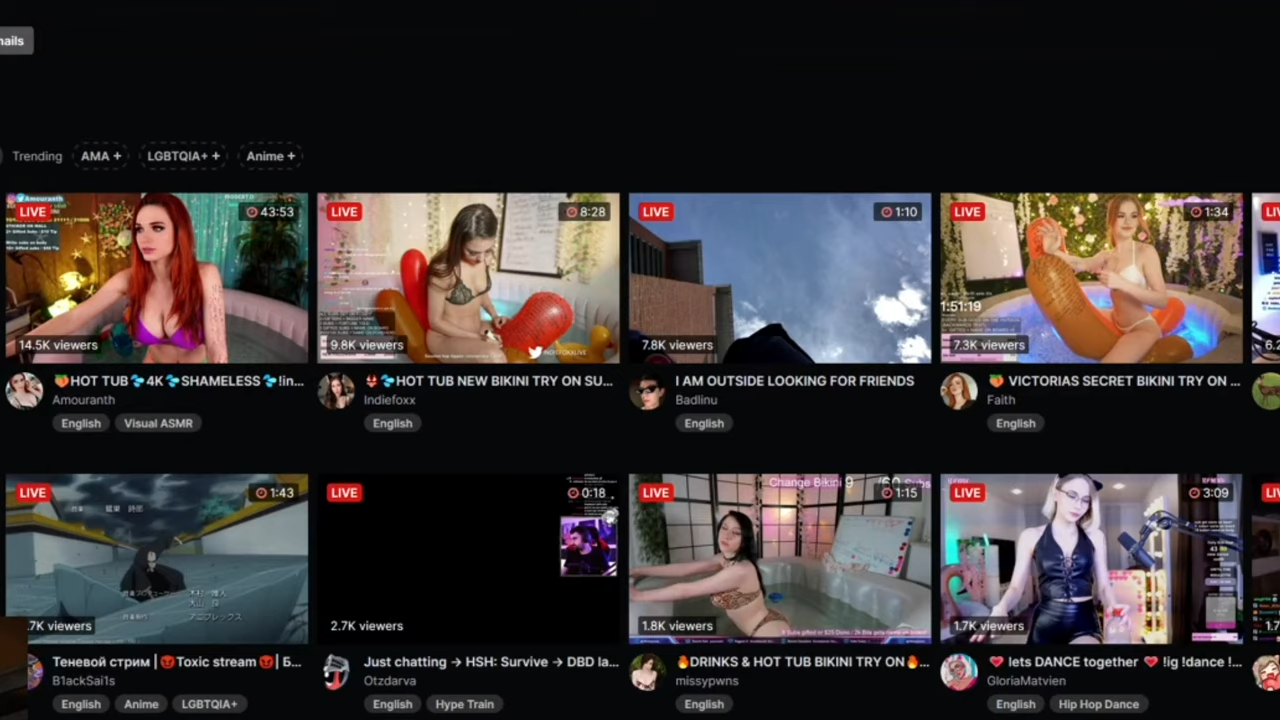 nails
Trending
AMA +
LGBTQIA+ +
Anime +
Amouranth
LIVE
43:53
14.5K viewers
LIVE
8:28
9.8K viewers
INDIEFOXXLIVE
LIVE
1:10
7.8K viewers
LIVE
1:34
1:51:19
7.3K viewers
🍑HOT TUB💦4K💦SHAMELESS💦!in...
Amouranth
English
Visual ASMR
👙💦HOT TUB NEW BIKINI TRY ON SU...
Indiefoxx
English
I AM OUTSIDE LOOKING FOR FRIENDS
Badlinu
English
🍑 VICTORIAS SECRET BIKINI TRY ON ...
Faith
English
LIVE
1:43
.7K viewers
LIVE
0:18
2.7K viewers
LIVE
Change Bikini 9 /60 Subs
1:15
1.8K viewers
LIVE
3:09
1.7K viewers
Теневой стрим |👹Toxic stream👹| Б...
B1ackSai1s
English
Anime
LGBTQIA+
Just chatting → HSH: Survive → DBD la...
Otzdarva
English
Hype Train
🔥DRINKS & HOT TUB BIKINI TRY ON🔥...
missypwns
English
❤️ lets DANCE together ❤️ !ig !dance !...
GloriaMatvien
English
Hip Hop Dance